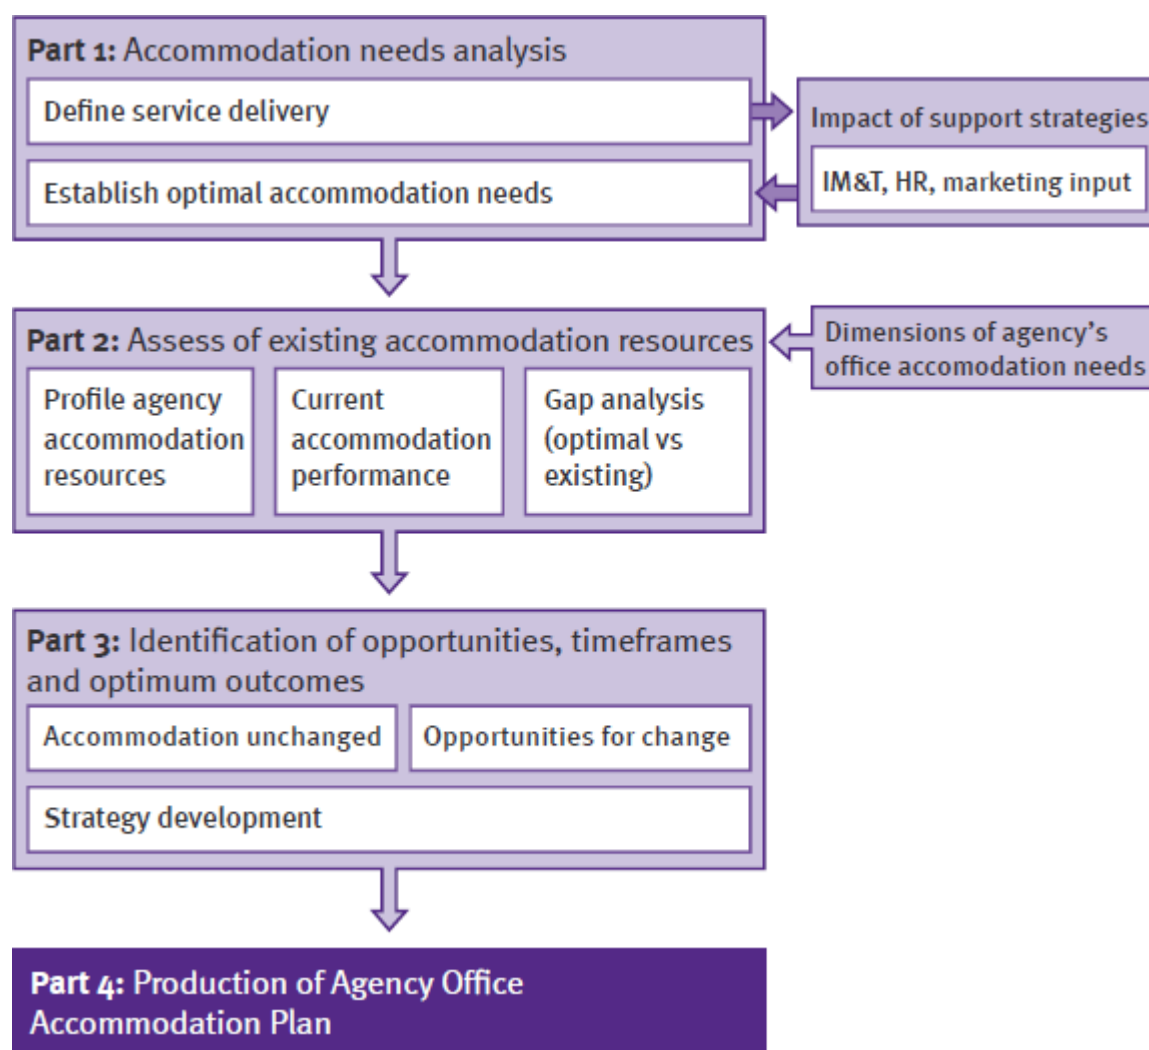 Part 1: Accommodation needs analysis
Define service delivery
Establish optimal accommodation needs
Impact of support strategies
IM&T, HR, marketing input
Part 2: Assess of existing accommodation resources
Dimensions of agency's
office accomodation needs
Profile agency
accommodation
resources
Current
accommodation
performance
Gap analysis
(optimal vs
existing)
Part 3: Identification of opportunities, timeframes
and optimum outcomes
Accommodation unchanged
Opportunities for change
Strategy development
Part 4: Production of Agency Office
Accommodation Plan